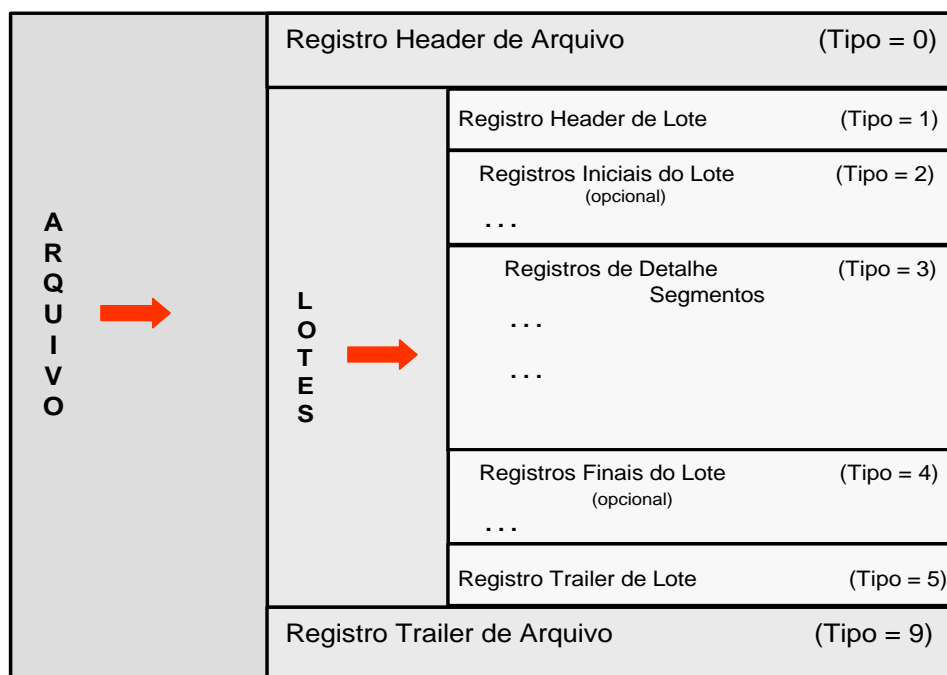 Registro Header de Arquivo (Tipo = 0)
ARQUIVO
LOTES
Registro Header de Lote (Tipo = 1)
Registros Iniciais do Lote (Tipo = 2)
(opcional)
...
Registros de Detalhe (Tipo = 3)
Segmentos
...
...
Registros Finais do Lote (Tipo = 4)
(opcional)
...
Registro Trailer de Lote (Tipo = 5)
Registro Trailer de Arquivo (Tipo = 9)